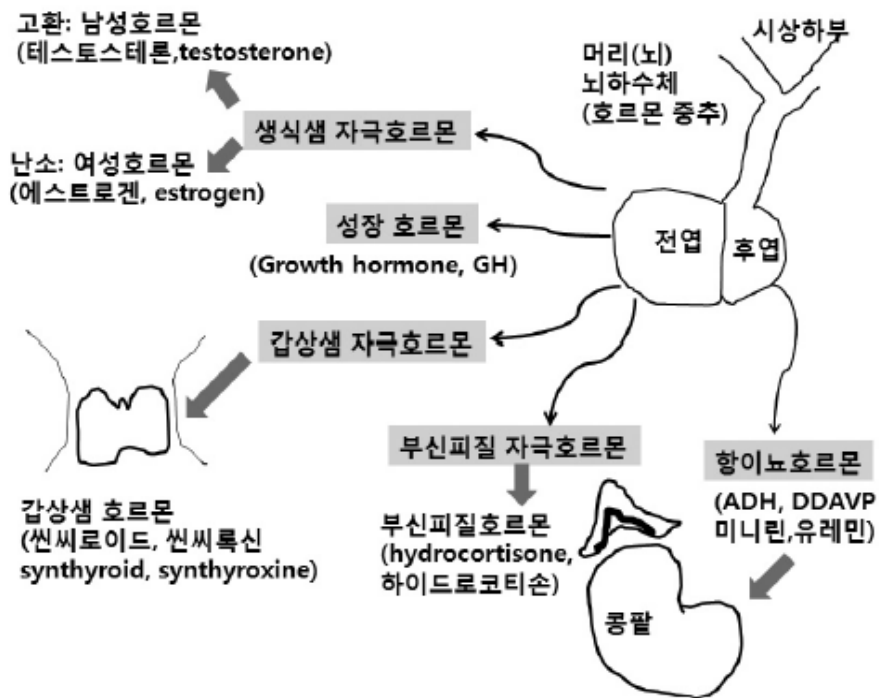 고환: 남성호르몬
(테스토스테론,testosterone)
시상하부
머리(뇌)
뇌하수체
(호르몬 중추)
생식샘 자극호르몬
난소: 여성호르몬
(에스트로겐, estrogen)
성장 호르몬
(Growth hormone, GH)
전엽
후엽
갑상샘 자극호르몬
부신피질 자극호르몬
항이뇨호르몬
(ADH, DDAVP
미니린,유레민)
갑상샘 호르몬
(씬씨로이드, 씬씨록신
synthyroid, synthyroxine)
부신피질호르몬
(hydrocortisone,
하이드로코티손)
콩팥